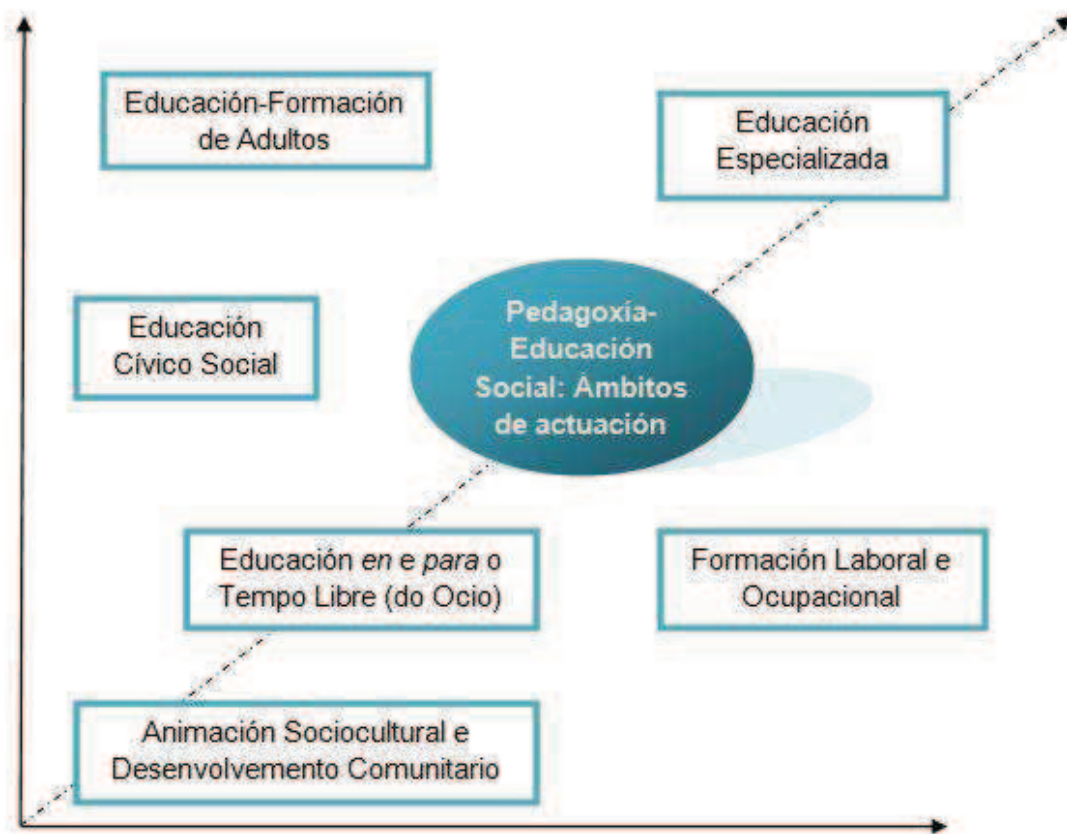 Educación-Formación
de Adultos
Educación
Especializada
Pedagoxía-
Educación
Social: Ámbitos
de actuación
Educación
Cívico Social
Educación en e para o
Tempo Libre (do Ocio)
Formación Laboral e
Ocupacional
Animación Sociocultural e
Desenvolvemento Comunitario